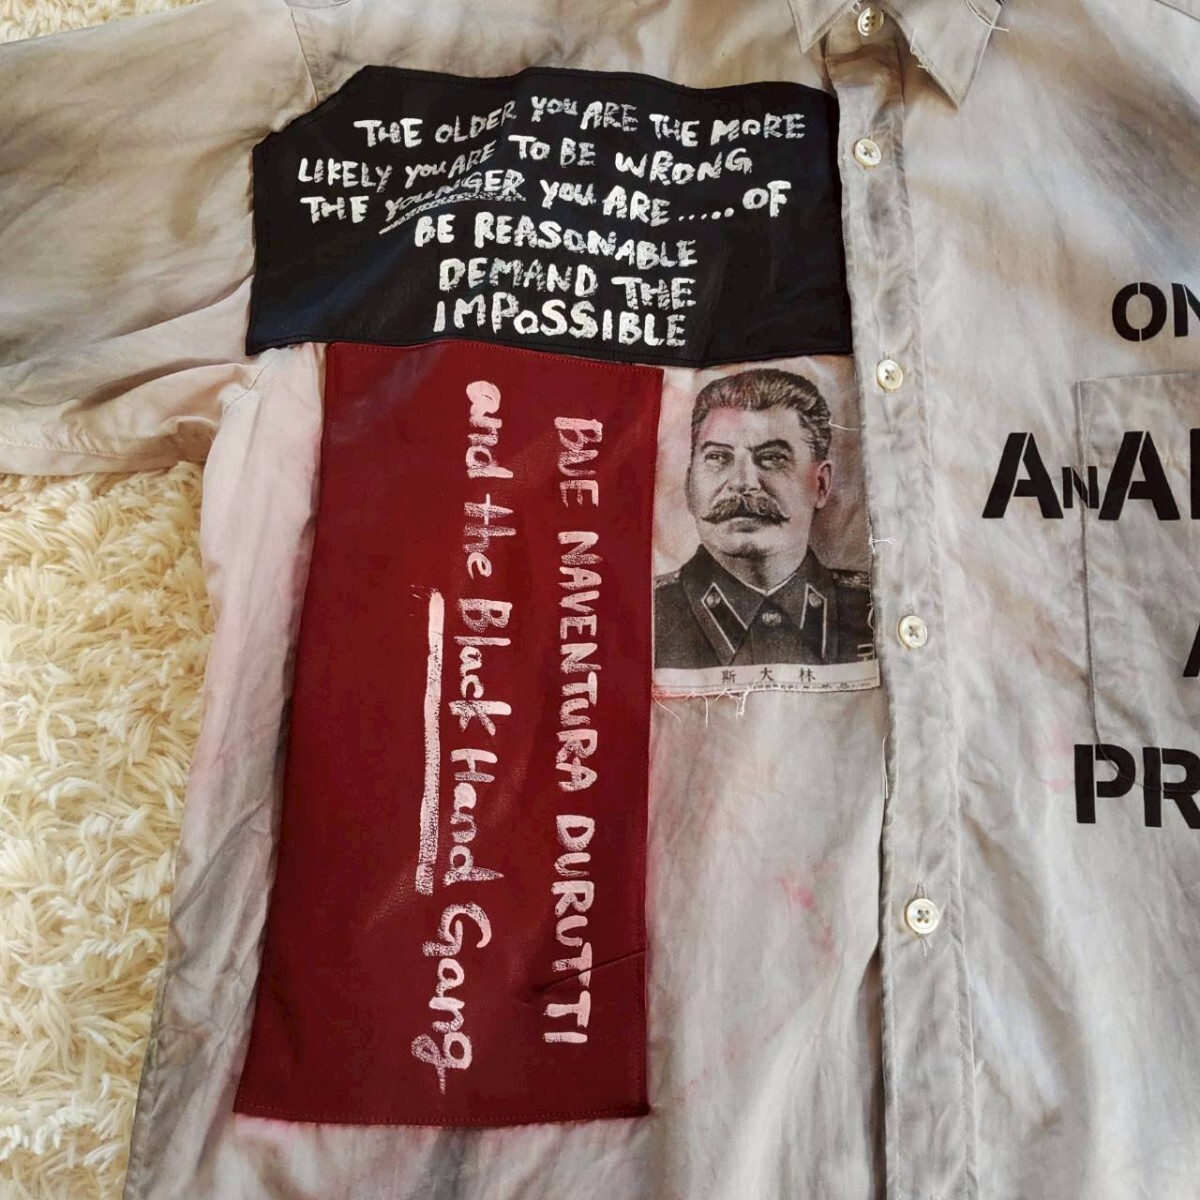 THE OLDER YOU ARE THE MORE
LIKELY YOU ARE TO BE WRONG
THE YOUNGER YOU ARE..... OF
BE REASONABLE
DEMAND THE
IMPOSSIBLE
BUE NAVENTURA DURUTTI
and the Black Hand Gang
斯大林
ON
ANA
A
PR